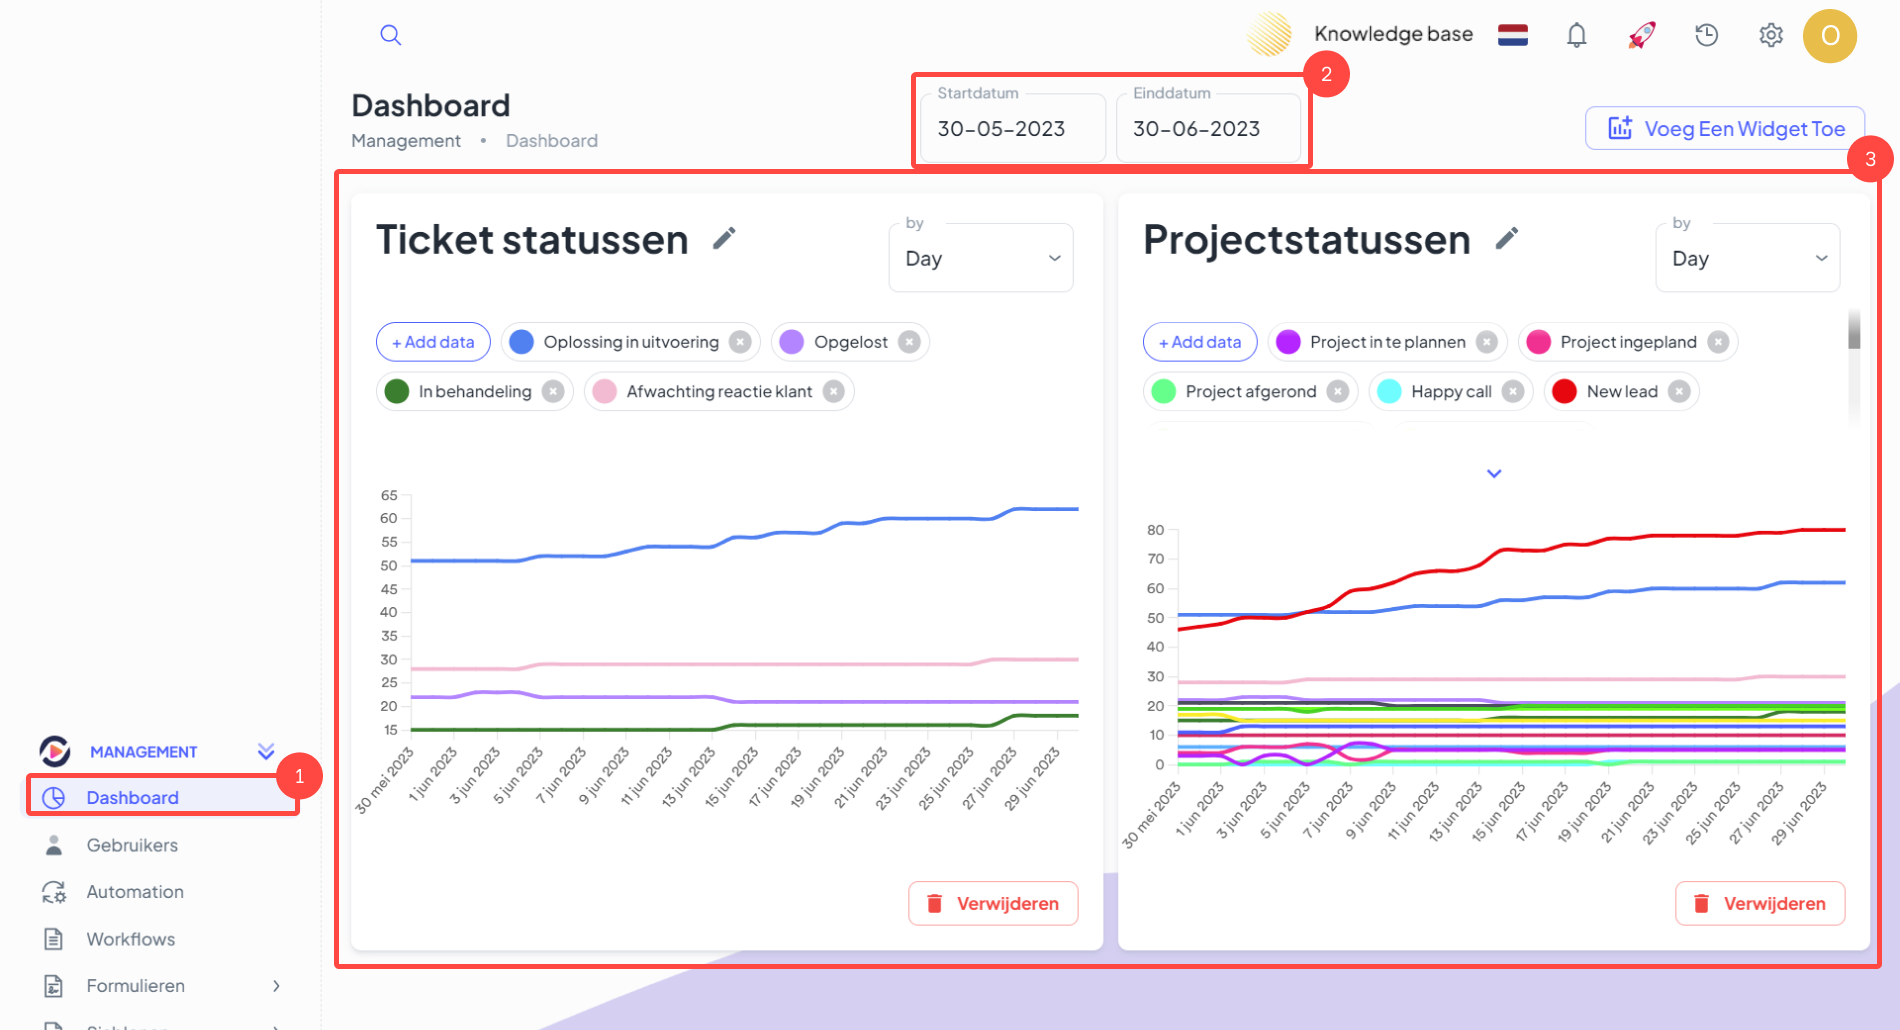 Knowledge base
O
2
Dashboard
Management • Dashboard
Startdatum
30-05-2023
Einddatum
30-06-2023
Voeg Een Widget Toe
3
Ticket statussen
by
Day
+ Add data
Oplossing in uitvoering
Opgelost
In behandeling
Afwachting reactie klant
65
60
55
50
45
40
35
30
25
20
15
30 mei 2023
1 jun 2023
3 jun 2023
5 jun 2023
7 jun 2023
9 jun 2023
11 jun 2023
13 jun 2023
15 jun 2023
17 jun 2023
19 jun 2023
21 jun 2023
23 jun 2023
25 jun 2023
27 jun 2023
29 jun 2023
Verwijderen
Projectstatussen
by
Day
+ Add data
Project in te plannen
Project ingepland
Project afgerond
Happy call
New lead
80
70
60
50
40
30
20
10
0
30 mei 2023
1 jun 2023
3 jun 2023
5 jun 2023
7 jun 2023
9 jun 2023
11 jun 2023
13 jun 2023
15 jun 2023
17 jun 2023
19 jun 2023
21 jun 2023
23 jun 2023
25 jun 2023
27 jun 2023
29 jun 2023
Verwijderen
MANAGEMENT
1
Dashboard
Gebruikers
Automation
Workflows
Formulieren